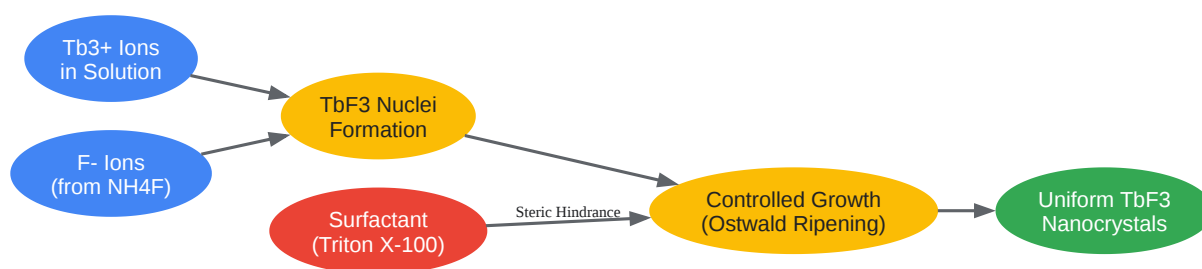 Tb3+ Ions
in Solution
F- Ions
(from NH4F)
TbF3 Nuclei
Formation
Surfactant
(Triton X-100)
Steric Hindrance
Controlled Growth
(Ostwald Ripening)
Uniform TbF3
Nanocrystals